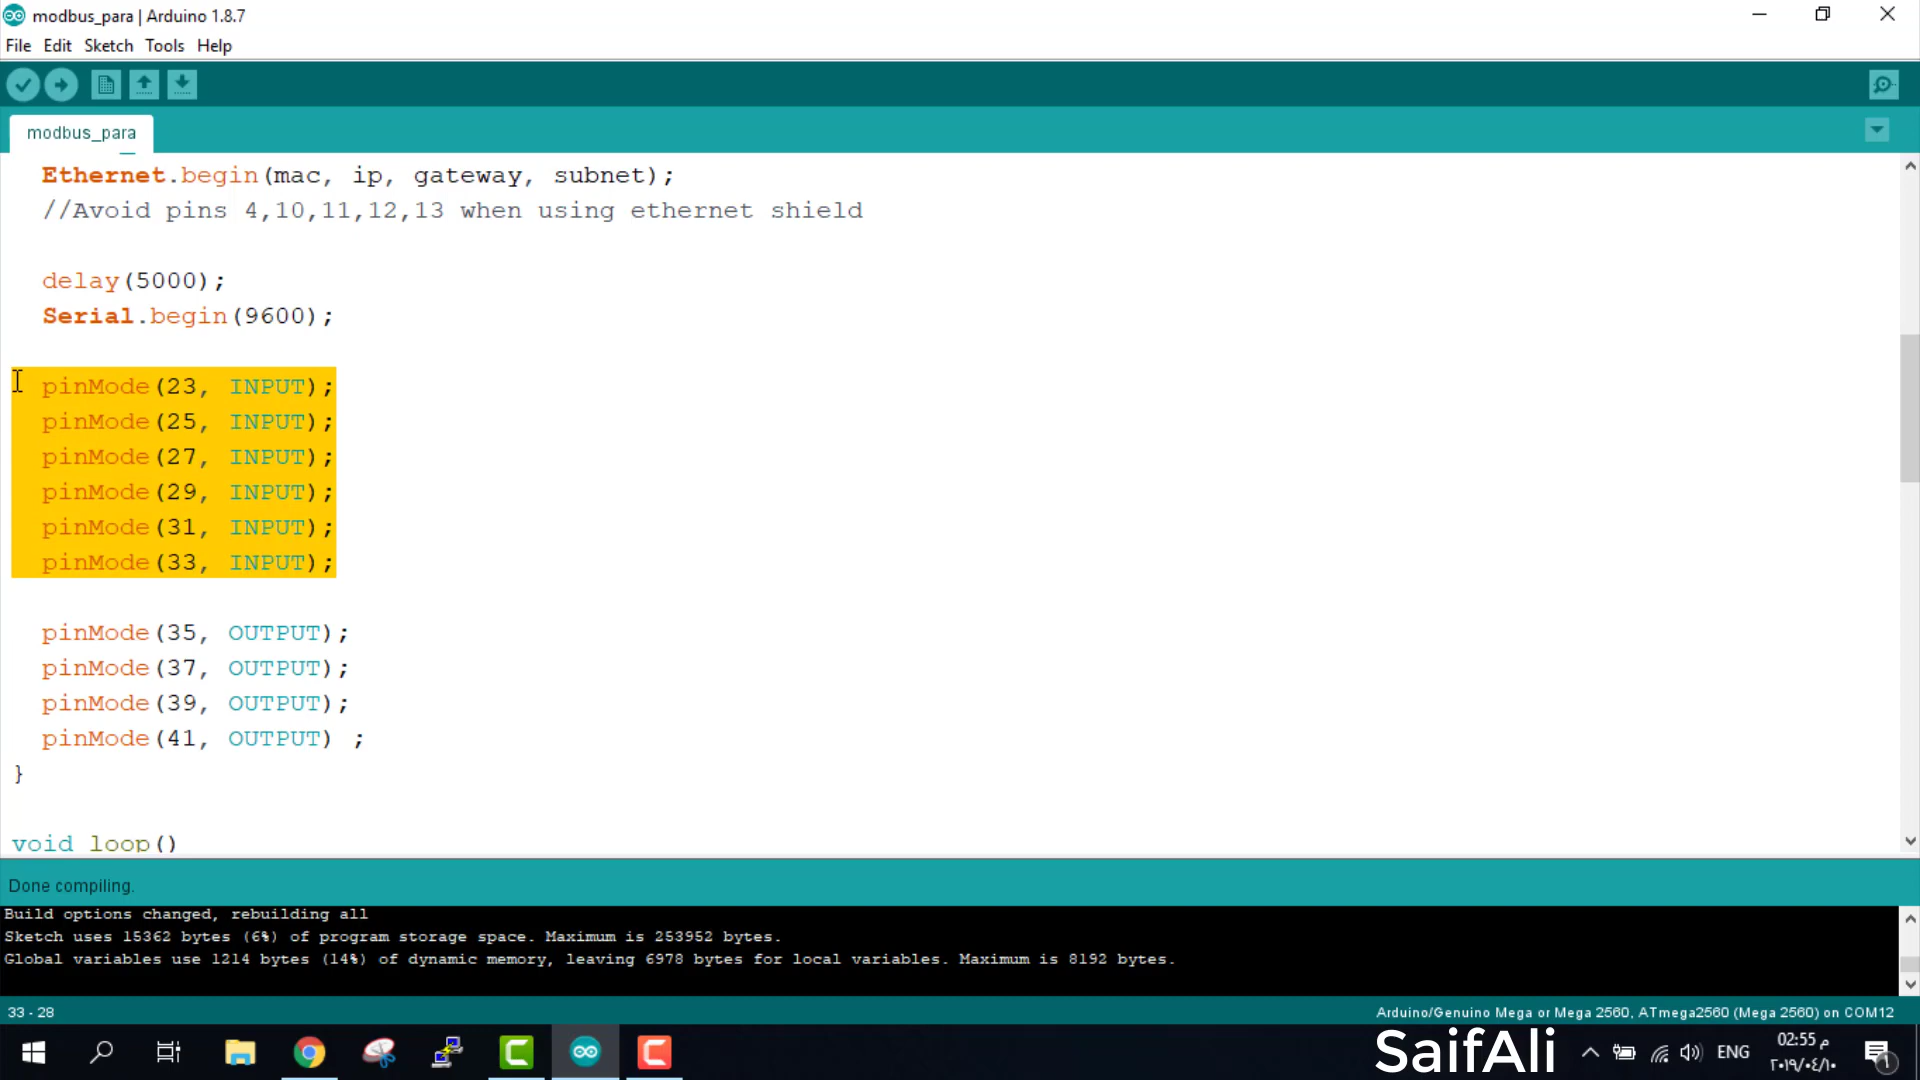 modbus_para | Arduino 1.8.7
File Edit Sketch Tools Help
modbus_para
Ethernet.begin(mac, ip, gateway, subnet);
//Avoid pins 4,10,11,12,13 when using ethernet shield
delay(5000);
Serial.begin(9600);
pinMode(23, INPUT);
pinMode(25, INPUT);
pinMode(27, INPUT);
pinMode(29, INPUT);
pinMode(31, INPUT);
pinMode(33, INPUT);
pinMode(35, OUTPUT);
pinMode(37, OUTPUT);
pinMode(39, OUTPUT);
pinMode(41, OUTPUT) ;
}
void loop()
Done compiling.
Build options changed, rebuilding all
Sketch uses 15362 bytes (6%) of program storage space. Maximum is 253952 bytes.
Global variables use 1214 bytes (14%) of dynamic memory, leaving 6978 bytes for local variables. Maximum is 8192 bytes.
33 - 28
Arduino/Genuino Mega or Mega 2560, ATmega2560 (Mega 2560) on COM12
SaifAli
ENG
02:55 م
٢٠١٩/٠٤/١٠
١